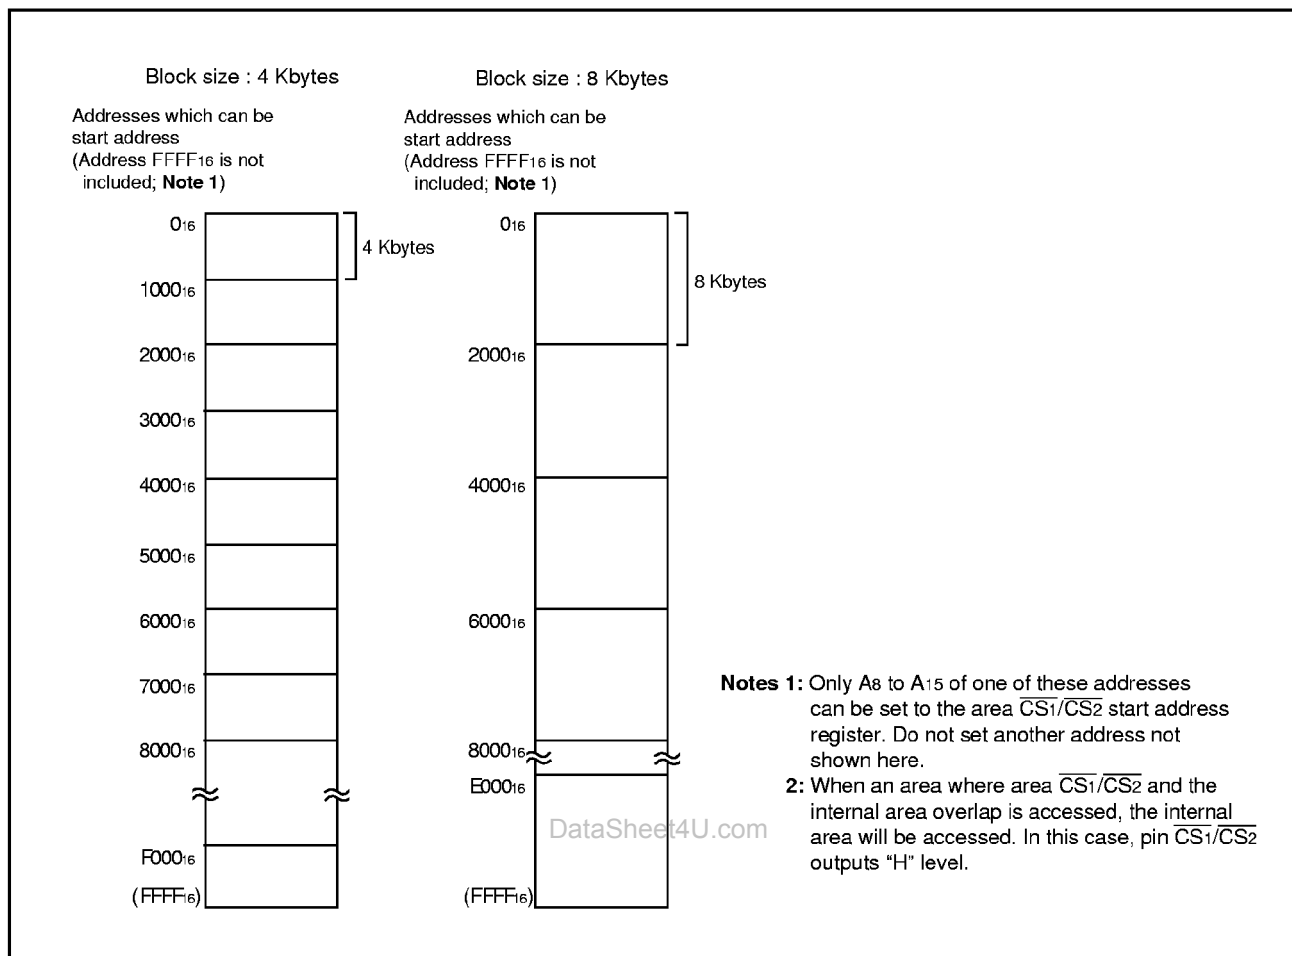 Block size : 4 Kbytes
Addresses which can be
start address
(Address FFFF16 is not
included; Note 1)
016
4 Kbytes
100016
200016
300016
400016
500016
600016
700016
800016
F00016
(FFFF16)
Block size : 8 Kbytes
Addresses which can be
start address
(Address FFFF16 is not
included; Note 1)
016
8 Kbytes
200016
400016
600016
800016
E00016
(FFFF16)
DataSheet4U.com
Notes 1: Only A8 to A15 of one of these addresses
can be set to the area CS1/CS2 start address
register. Do not set another address not
shown here.
2: When an area where area CS1/CS2 and the
internal area overlap is accessed, the internal
area will be accessed. In this case, pin CS1/CS2
outputs “H” level.